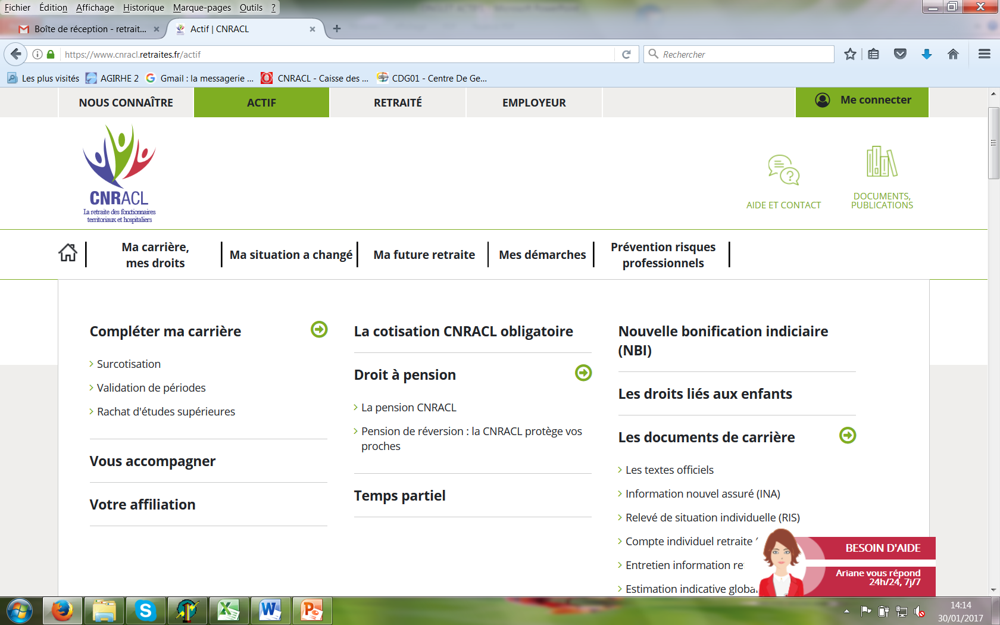 Fichier Édition Affichage Historique Marque-pages Outils ?
Boîte de réception - retrait... × Actif | CNRACL × +
https://www.cnracl.retraites.fr/actif Rechercher
Les plus visités AGIRHE 2 Gmail : la messagerie ... CNRACL - Caisse des ... CDG01 - Centre De Ge...
NOUS CONNAÎTRE ACTIF RETRAITÉ EMPLOYEUR Me connecter
CNRACL
La retraite des fonctionnaires
territoriaux et hospitaliers
AIDE ET CONTACT
DOCUMENTS,
PUBLICATIONS
Ma carrière,
mes droits
Ma situation a changé
Ma future retraite
Mes démarches
Prévention risques
professionnels
Compléter ma carrière
Surcotisation
Validation de périodes
Rachat d'études supérieures
Vous accompagner
Votre affiliation
La cotisation CNRACL obligatoire
Droit à pension
La pension CNRACL
Pension de réversion : la CNRACL protège vos
proches
Temps partiel
Nouvelle bonification indiciaire
(NBI)
Les droits liés aux enfants
Les documents de carrière
Les textes officiels
Information nouvel assuré (INA)
Relevé de situation individuelle (RIS)
Compte individuel retraite
Entretien information
Estimation indicative
BESOIN D'AIDE
Ariane vous répond
24h/24, 7j/7
14:14
30/01/2017